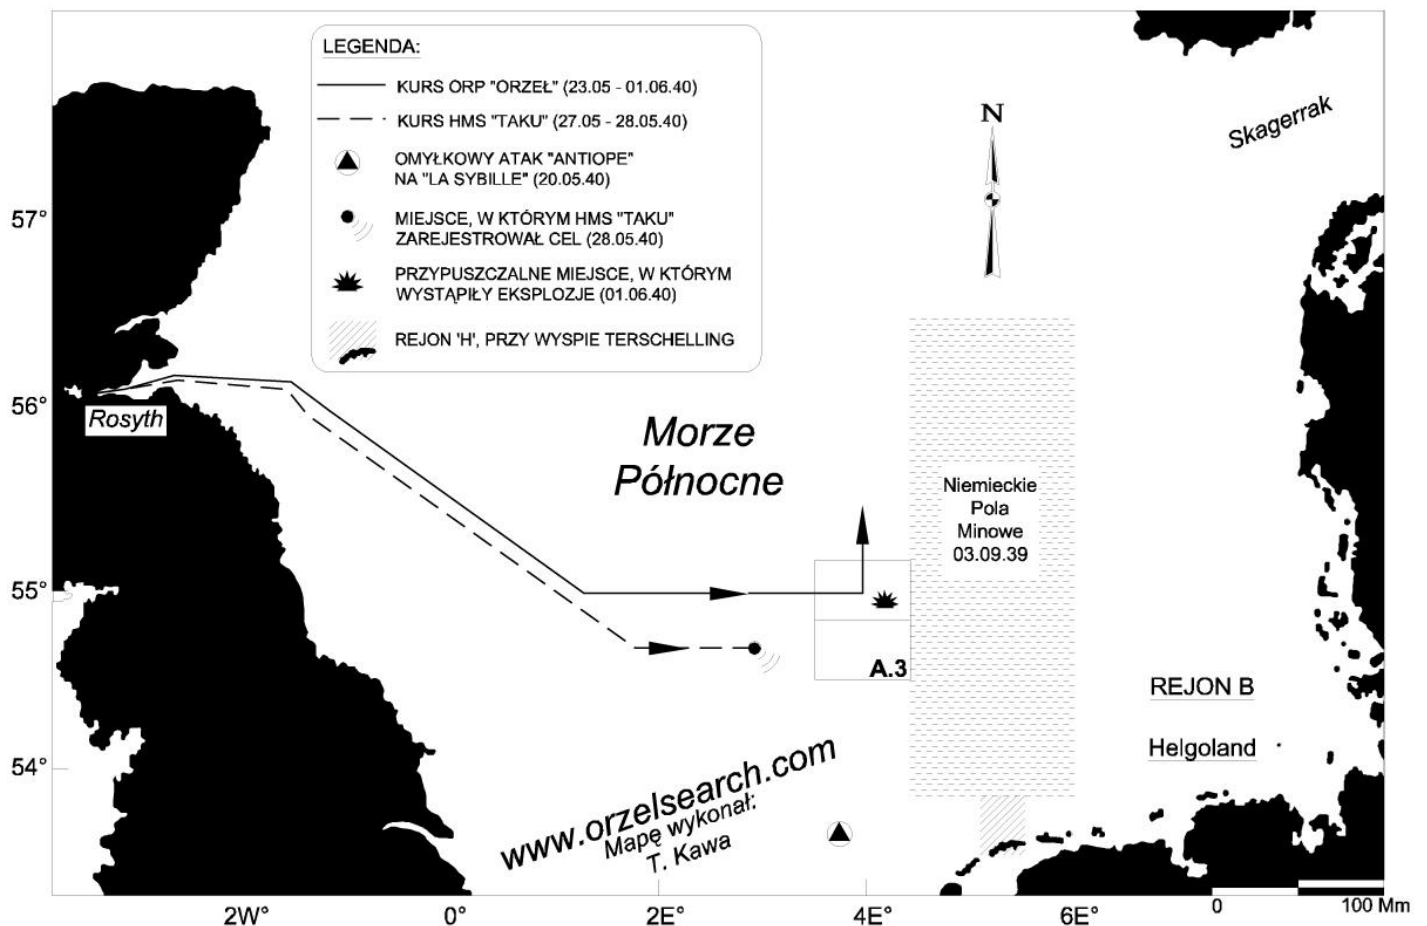 LEGENDA:
KURS ORP "ORZEŁ" (23.05 - 01.06.40)
KURS HMS "TAKU" (27.05 - 28.05.40)
OMYŁKOWY ATAK "ANTIOPE"
NA "LA SYBILLE" (20.05.40)
MIEJSCE, W KTÓRYM HMS "TAKU"
ZAREJESTROWAŁ CEL (28.05.40)
PRZYPUSZCZALNE MIEJSCE, W KTÓRYM
WYSTĄPIŁY EKSPLOZJE (01.06.40)
REJON 'H', PRZY WYSPIE TERSCHELLING
N
Skagerrak
57°
56°
Rosyth
Morze
Północne
Niemieckie
Pola
Minowe
03.09.39
55°
A.3
REJON B
Helgoland
54°
www.orzelsearch.com
Mapę wykonał:
T. Kawa
2W°
0°
2E°
4E°
6E°
0
100 Mm